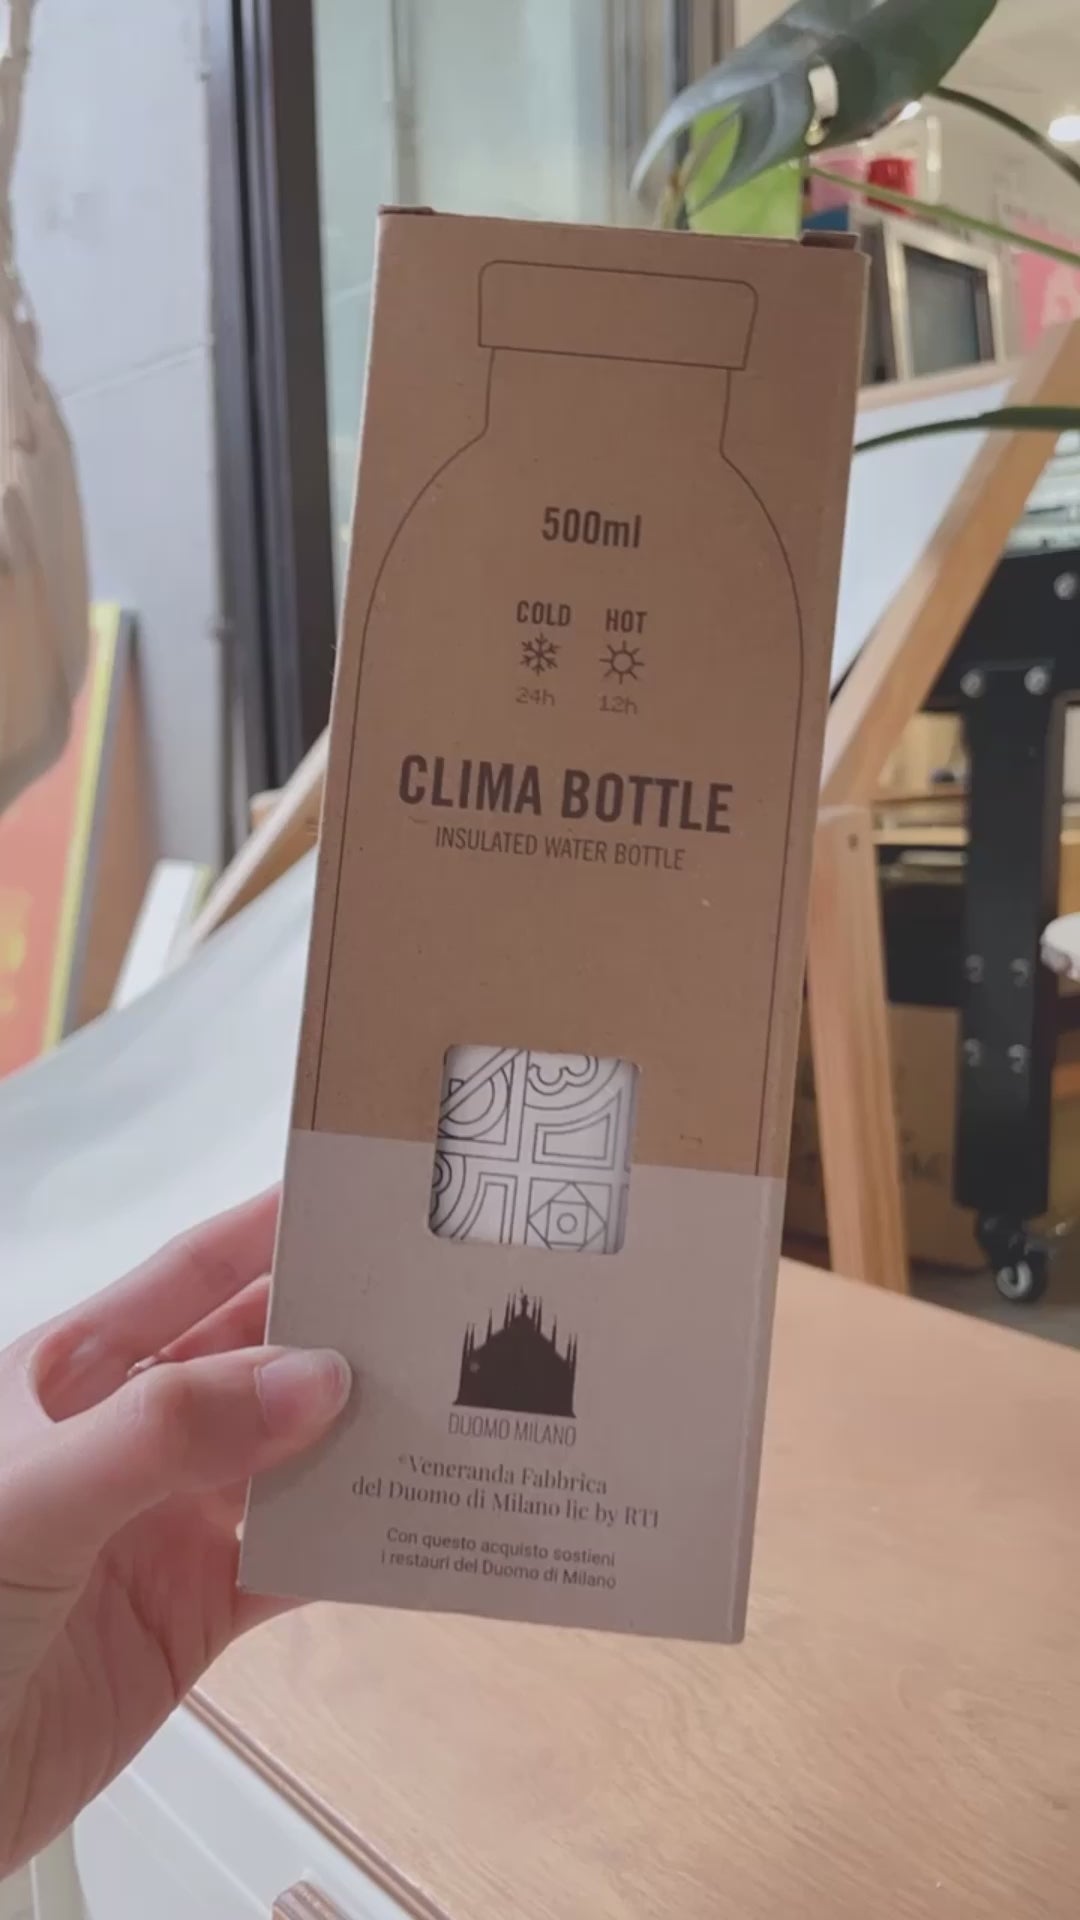 500ml
COLD HOT
24h 12h
CLIMA BOTTLE
INSULATED WATER BOTTLE
DUOMO MILANO
©Veneranda Fabbrica
del Duomo di Milano lic by RTI
Con questo acquisto sostieni
i restauri del Duomo di Milano